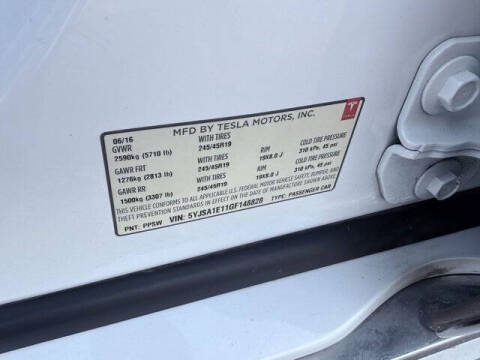 MFD BY TESLA MOTORS, INC.
06/16
GVWR WITH TIRES RIM COLD TIRE PRESSURE
2590kg (5710 lb) 245/45R19 19X8.0 J 310 kPa, 45 psi
GAWR FRT WITH TIRES RIM COLD TIRE PRESSURE
1276kg (2813 lb) 245/45R19 19X8.0 J 310 kPa, 45 psi
GAWR RR
1500kg (3307 lb) 245/45R19
THIS VEHICLE CONFORMS TO ALL APPLICABLE U.S. FEDERAL MOTOR VEHICLE SAFETY, BUMPER, AND
THEFT PREVENTION STANDARDS IN EFFECT ON THE DATE OF MANUFACTURE SHOWN ABOVE.
VIN: 5YJSA1E11GF148828 TYPE: PASSENGER CAR
PNT: PPSW